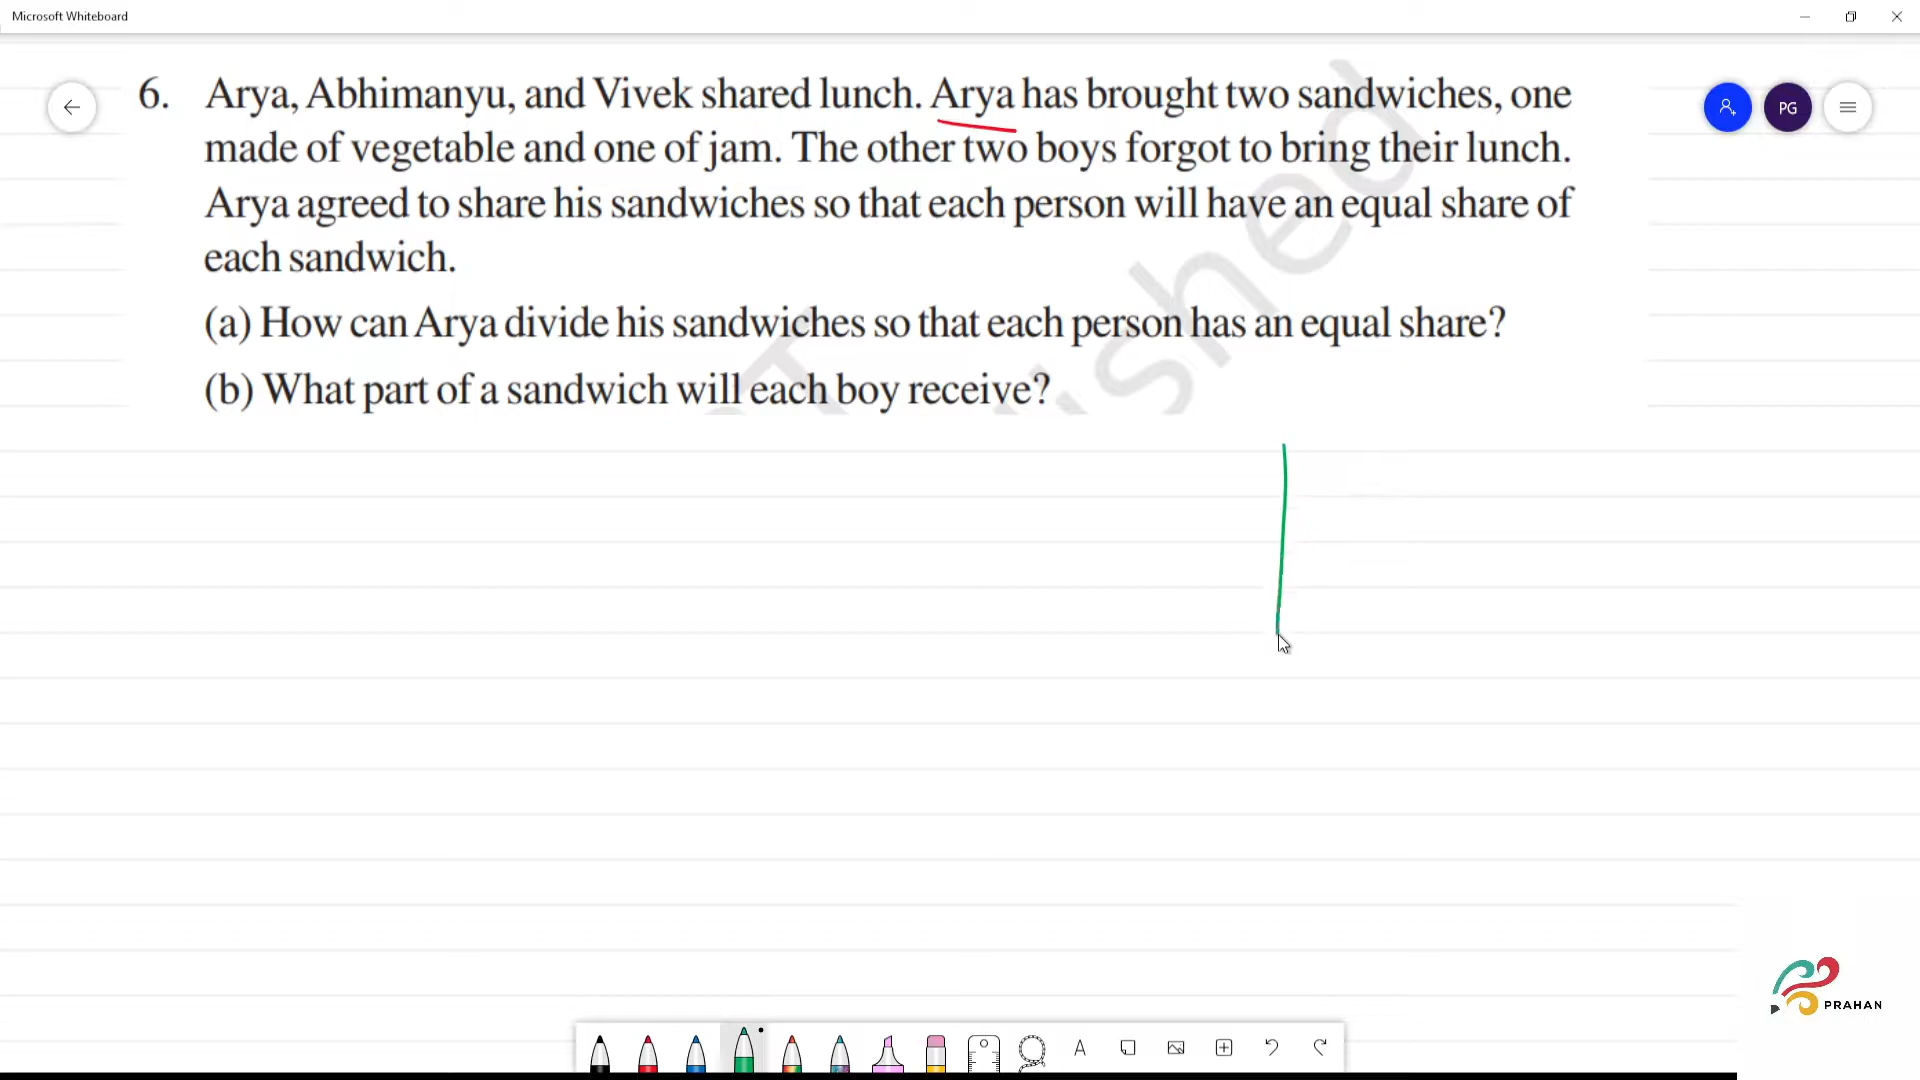 Microsoft Whiteboard
6. Arya, Abhimanyu, and Vivek shared lunch. Arya has brought two sandwiches, one
made of vegetable and one of jam. The other two boys forgot to bring their lunch.
Arya agreed to share his sandwiches so that each person will have an equal share of
each sandwich.
(a) How can Arya divide his sandwiches so that each person has an equal share?
(b) What part of a sandwich will each boy receive?
PG
PRAHAN
A